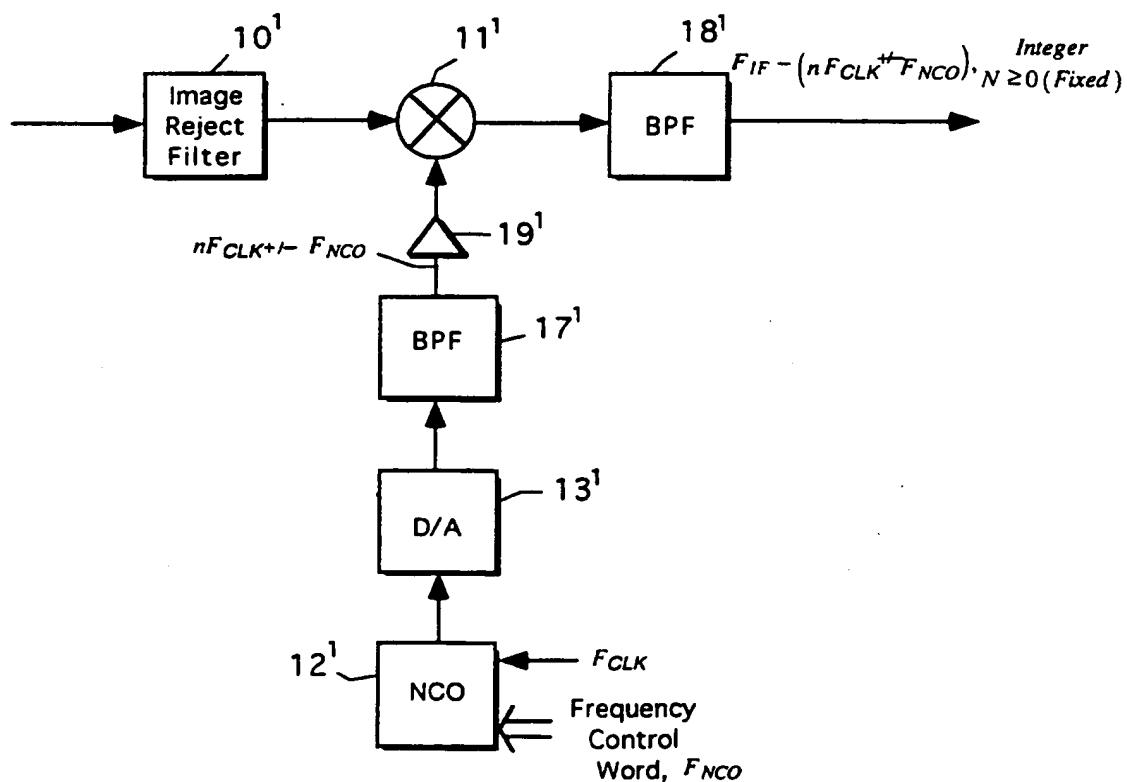 10¹
Image
Reject
Filter
11¹
18¹
BPF
F_IF − (nF_CLK +/− F_NCO), Integer
N ≥ 0 (Fixed)
19¹
nF_CLK +/− F_NCO
BPF
17¹
D/A
13¹
12¹
NCO
F_CLK
Frequency
Control
Word, F_NCO